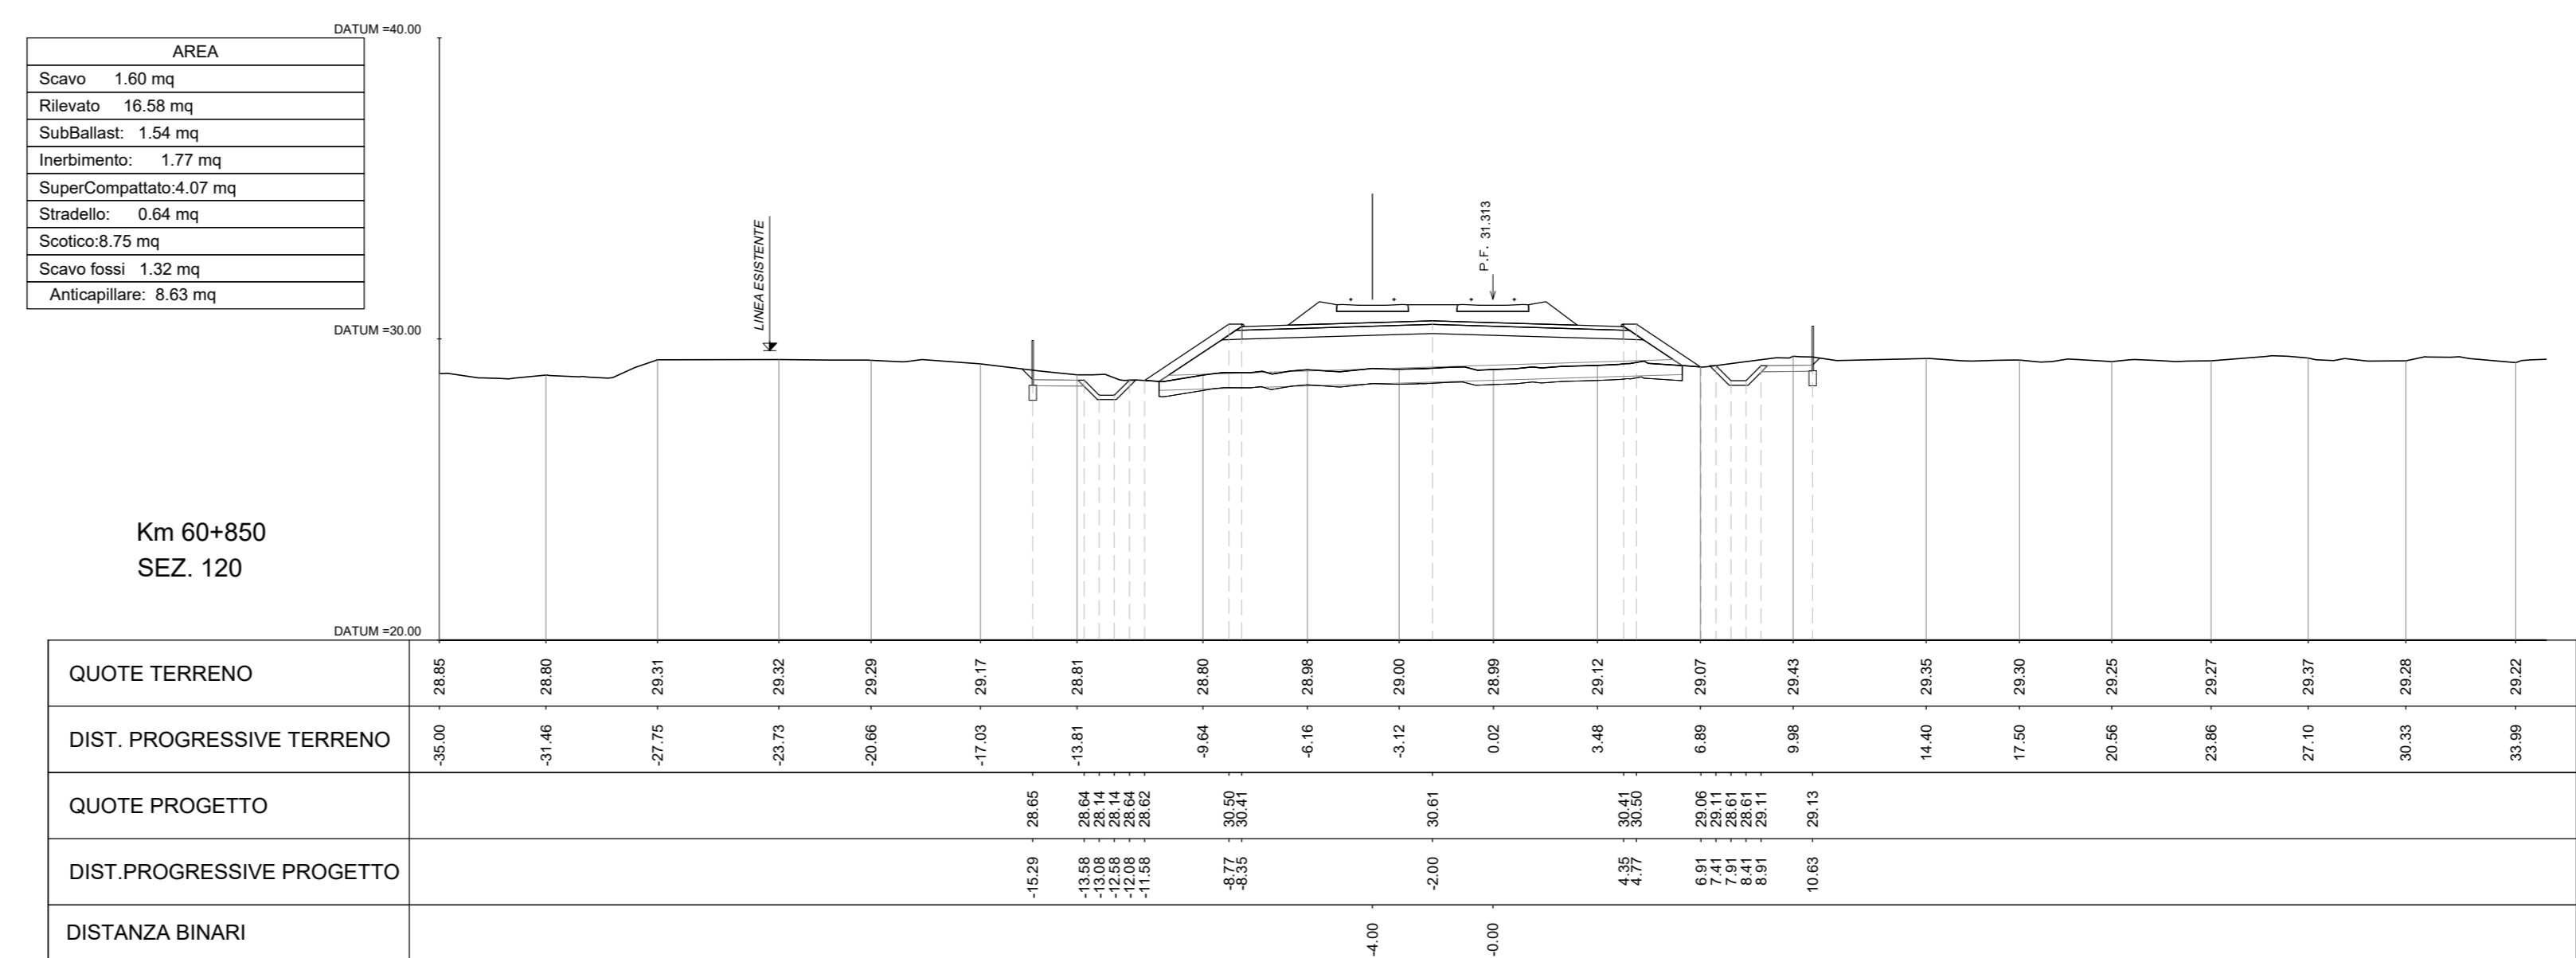 DATUM =40.00
AREA
Scavo 1.60 mq
Rilevato 16.58 mq
SubBallast: 1.54 mq
Inerbimento: 1.77 mq
SuperCompattato:4.07 mq
Stradello: 0.64 mq
Scotico:8.75 mq
Scavo fossi 1.32 mq
Anticapillare: 8.63 mq
LINEA ESISTENTE
P.F. 31.313
DATUM =30.00
Km 60+850
SEZ. 120
DATUM =20.00
QUOTE TERRENO 28.85 28.80 29.31 29.32 29.29 29.17 28.81 28.80 28.98 29.00 28.99 29.12 29.07 29.43 29.35 29.30 29.25 29.27 29.37 29.28 29.22
DIST. PROGRESSIVE TERRENO -35.00 -31.46 -27.75 -23.73 -20.66 -17.03 -13.81 -9.64 -6.16 -3.12 0.02 3.48 6.89 9.98 14.40 17.50 20.56 23.86 27.10 30.33 33.99
QUOTE PROGETTO 28.65 28.64 28.14 28.14 28.64 28.62 30.50 30.41 30.61 30.41 30.50 29.06 29.11 28.61 28.61 29.11 29.13
DIST.PROGRESSIVE PROGETTO -15.29 -13.58 -13.08 -12.58 -12.08 -11.58 -8.77 -8.35 -2.00 4.35 4.77 6.91 7.41 7.91 8.41 8.91 10.63
DISTANZA BINARI -4.00 -0.00